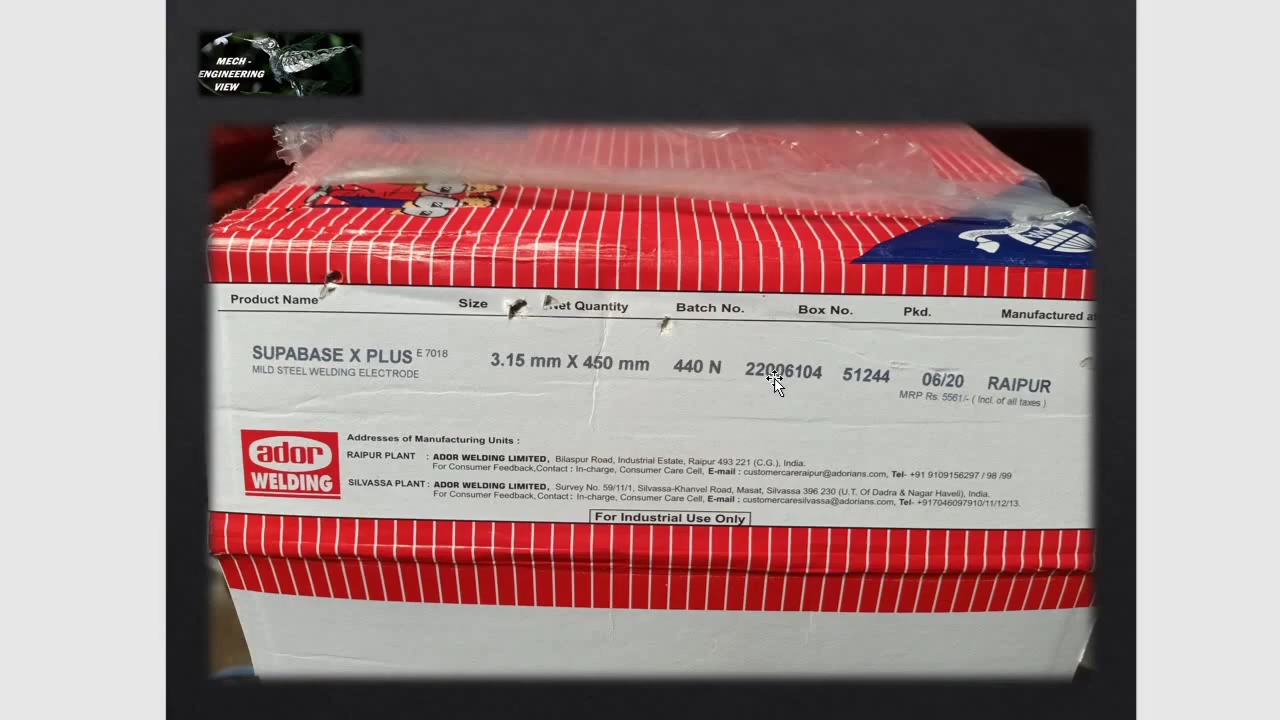 MECH -
ENGINEERING
VIEW
Product Name Size Net Quantity Batch No. Box No. Pkd. Manufactured at
SUPABASE X PLUS E 7018 3.15 mm X 450 mm 440 N 22006104 51244 06/20 RAIPUR
MILD STEEL WELDING ELECTRODE MRP Rs. 5561/- ( Incl. of all taxes )
ador
WELDING
Addresses of Manufacturing Units :
RAIPUR PLANT : ADOR WELDING LIMITED, Bilaspur Road, Industrial Estate, Raipur 493 221 (C.G.), India.
For Consumer Feedback,Contact : In-charge, Consumer Care Cell, E-mail : customercareraipur@adorians.com, Tel- +91 9109156297 / 98 /99
SILVASSA PLANT : ADOR WELDING LIMITED, Survey No. 59/11/1, Silvassa-Khanvel Road, Masat, Silvassa 396 230 (U.T. Of Dadra & Nagar Haveli), India.
For Consumer Feedback,Contact : In-charge, Consumer Care Cell, E-mail : customercaresilvassa@adorians.com, Tel- +917046097910/11/12/13.
For Industrial Use Only